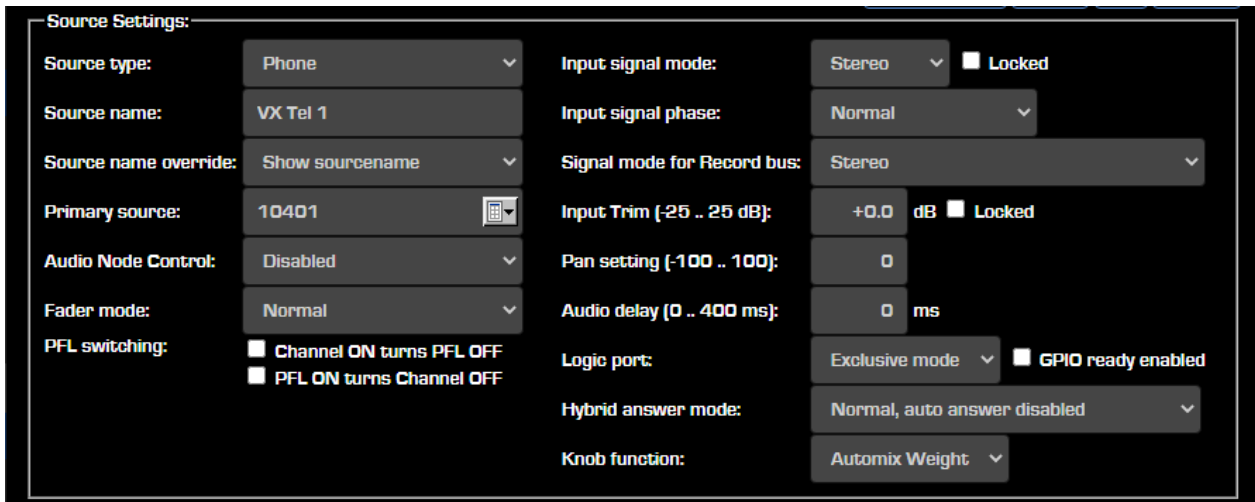 Source Settings:
Source type: Phone
Source name: VX Tel 1
Source name override: Show sourcename
Primary source: 10401
Audio Node Control: Disabled
Fader mode: Normal
PFL switching: Channel ON turns PFL OFF
PFL ON turns Channel OFF
Input signal mode: Stereo Locked
Input signal phase: Normal
Signal mode for Record bus: Stereo
Input Trim (-25 .. 25 dB): +0.0 dB Locked
Pan setting (-100 .. 100): 0
Audio delay (0 .. 400 ms): 0 ms
Logic port: Exclusive mode GPIO ready enabled
Hybrid answer mode: Normal, auto answer disabled
Knob function: Automix Weight